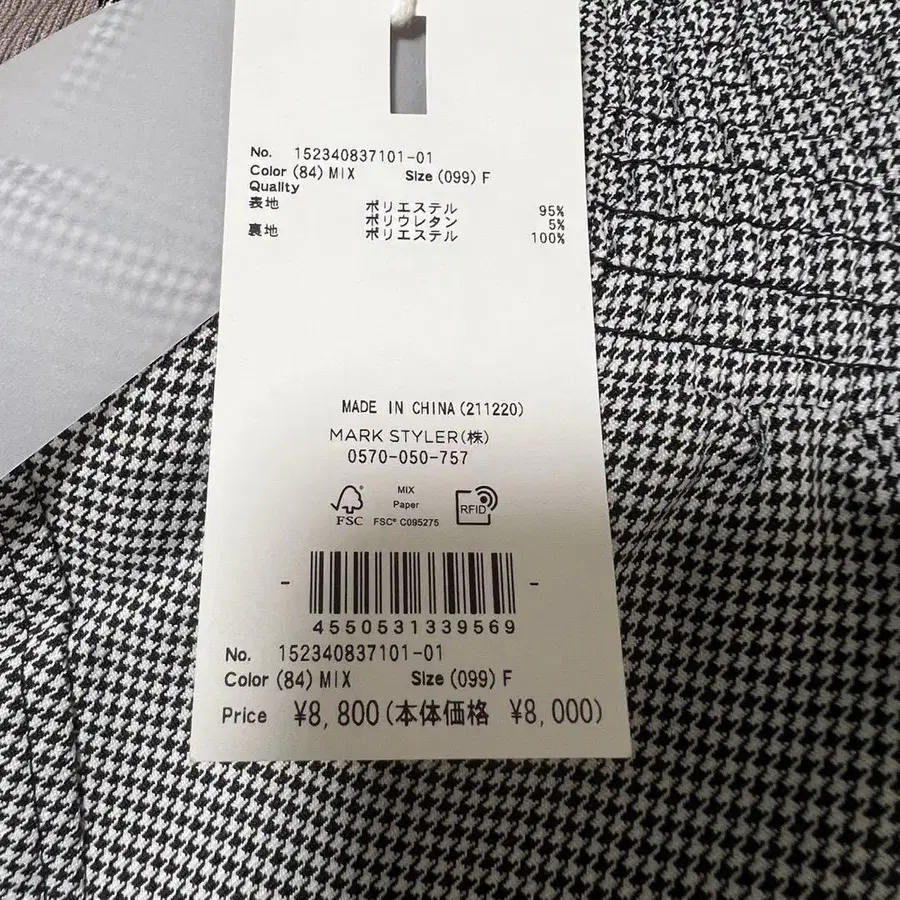 No. 152340837101-01
Color (84) MIX Size (099) F
Quality
表地 ポリエステル 95%
ポリウレタン 5%
裏地 ポリエステル 100%
MADE IN CHINA (211220)
MARK STYLER(株)
0570-050-757
FSC
MIX
Paper
FSC® C095275
RFID
4550531339569
No. 152340837101-01
Color (84) MIX Size (099) F
Price ¥8,800(本体価格 ¥8,000)